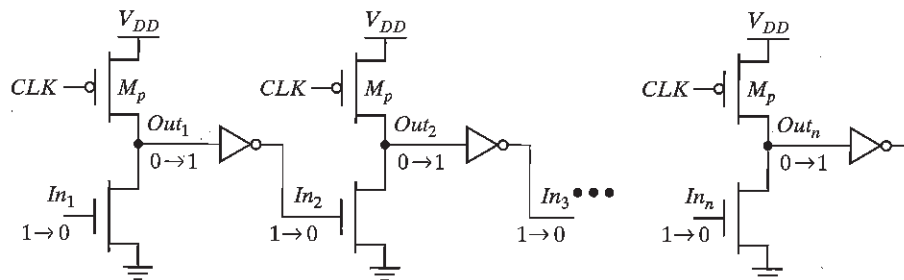 V_DD V_DD V_DD
CLK M_p CLK M_p CLK M_p
Out_1 Out_2 Out_n
0→1 0→1 0→1
In_1 In_2 In_3 ••• In_n
1→0 1→0 1→0 1→0